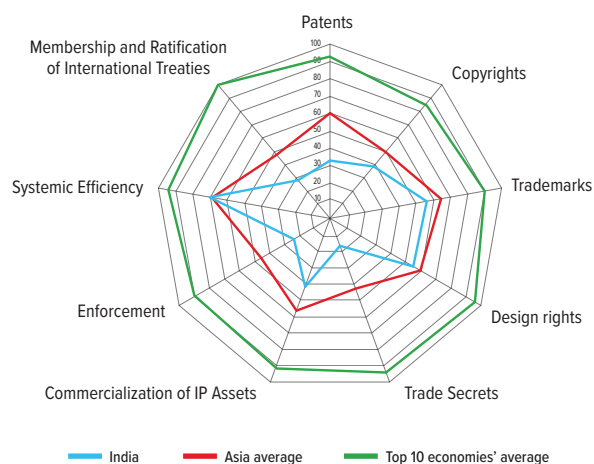 Patents
Membership and Ratification
of International Treaties
Copyrights
100
90
80
70
60
50
40
30
20
10
Systemic Efficiency
Trademarks
Enforcement
Design rights
Commercialization of IP Assets
Trade Secrets
India
Asia average
Top 10 economies' average